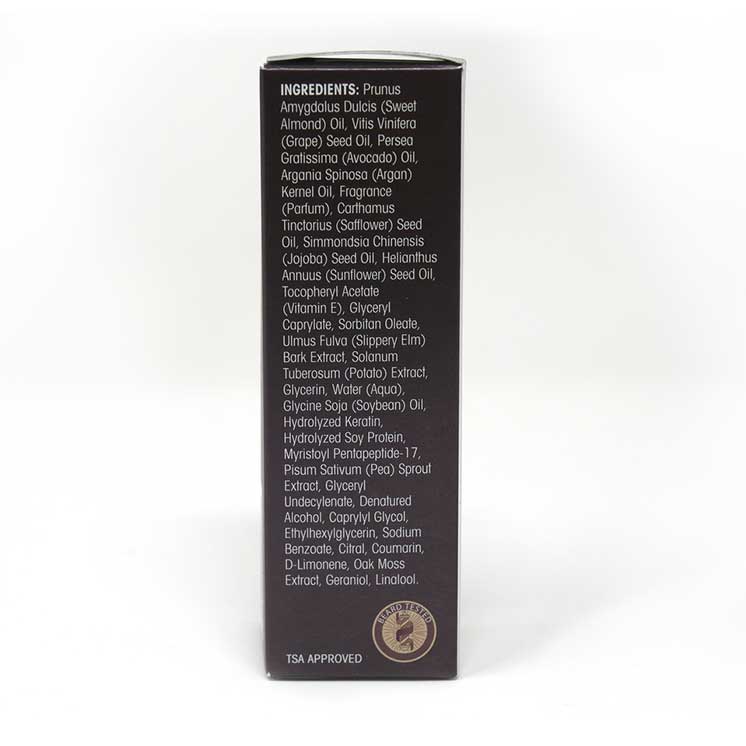 INGREDIENTS: Prunus
Amygdalus Dulcis (Sweet
Almond) Oil, Vitis Vinifera
(Grape) Seed Oil, Persea
Gratissima (Avocado) Oil,
Argania Spinosa (Argan)
Kernel Oil, Fragrance
(Parfum), Carthamus
Tinctorius (Safflower) Seed
Oil, Simmondsia Chinensis
(Jojoba) Seed Oil, Helianthus
Annuus (Sunflower) Seed Oil,
Tocopheryl Acetate
(Vitamin E), Glyceryl
Caprylate, Sorbitan Oleate,
Ulmus Fulva (Slippery Elm)
Bark Extract, Solanum
Tuberosum (Potato) Extract,
Glycerin, Water (Aqua),
Glycine Soja (Soybean) Oil,
Hydrolyzed Keratin,
Hydrolyzed Soy Protein,
Myristoyl Pentapeptide-17,
Pisum Sativum (Pea) Sprout
Extract, Glyceryl
Undecylenate, Denatured
Alcohol, Caprylyl Glycol,
Ethylhexylglycerin, Sodium
Benzoate, Citral, Coumarin,
D-Limonene, Oak Moss
Extract, Geraniol, Linalool.
BEARD TESTED
TSA APPROVED